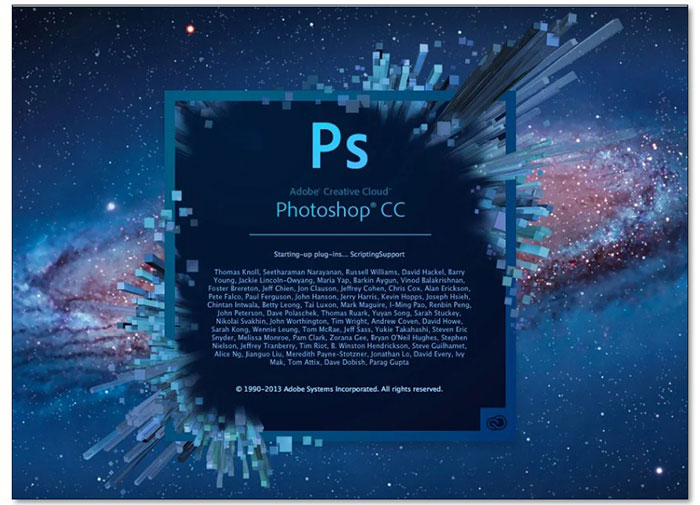 Ps
Adobe® Creative Cloud™
Photoshop® CC
Starting-up plug-ins... ScriptingSupport
Thomas Knoll, Seetharaman Narayanan, Russell Williams, David Hackel, Barry
Young, Jackie Lincoln-Owyang, Maria Yap, Barkin Aygun, Vinod Balakrishnan,
Foster Brereton, Jeff Chien, Jon Clauson, Jeffrey Cohen, Chris Cox, Alan Erickson,
Pete Falco, Paul Ferguson, John Hanson, Jerry Harris, Kevin Hopps, Joseph Hsieh,
Chintan Intwala, Betty Leong, Tai Luxon, Mark Maguire, I-Ming Pao, Renbin Peng,
John Peterson, Dave Polaschek, Thomas Ruark, Yuyan Song, Sarah Stuckey,
Nikolai Svakhin, John Worthington, Tim Wright, Andrew Coven, David Howe,
Sarah Kong, Wennie Leung, Tom McRae, Jeff Sass, Yukie Takahashi, Steven Eric
Snyder, Melissa Monroe, Pam Clark, Zorana Gee, Bryan O'Neil Hughes, Stephen
Nielson, Jeffrey Tranberry, Tim Riot, B. Winston Hendrickson, Steve Guilhamet,
Alice Ng, Jianguo Liu, Meredith Payne-Stotzner, Jonathan Lo, David Every, Ivy
Mak, Tom Attix, Dave Dobish, Parag Gupta
© 1990-2013 Adobe Systems Incorporated. All rights reserved.